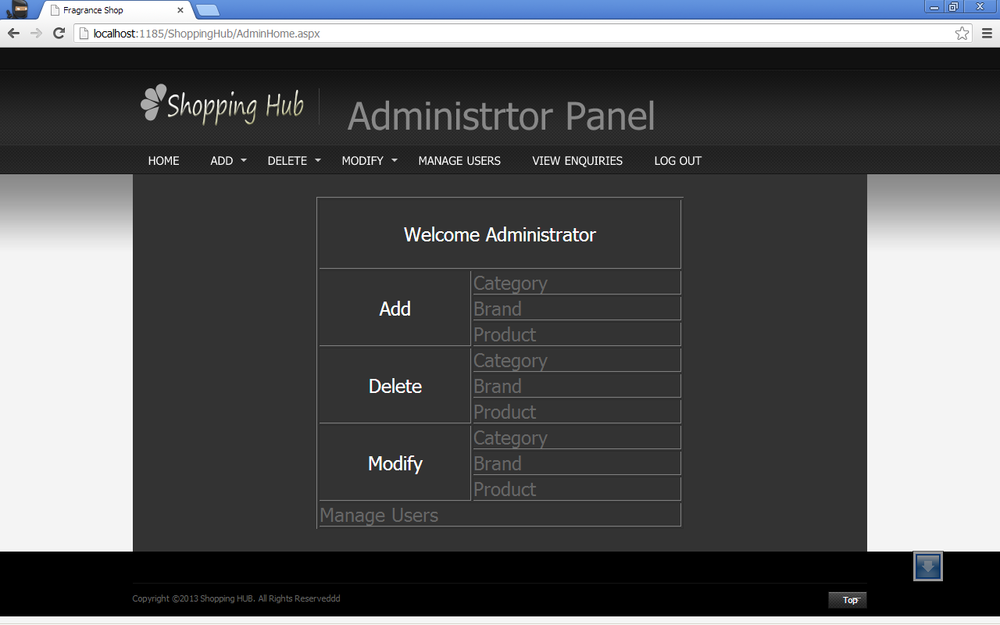 Fragrance Shop
localhost:1185/ShoppingHub/AdminHome.aspx
Shopping Hub
Administrtor Panel
HOME ADD DELETE MODIFY MANAGE USERS VIEW ENQUIRIES LOG OUT
Welcome Administrator
Add
Category
Brand
Product
Delete
Category
Brand
Product
Modify
Category
Brand
Product
Manage Users
Copyright ©2013 Shopping HUB. All Rights Reserveddd
Top